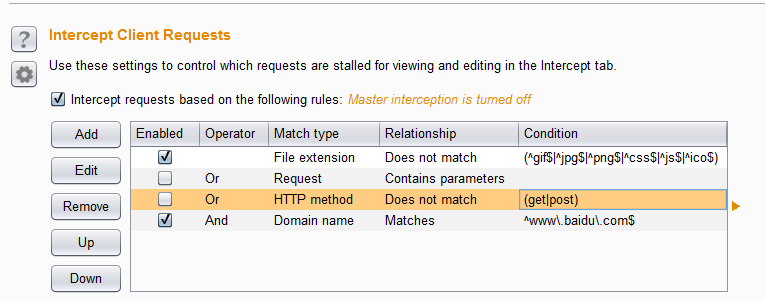 ?
Intercept Client Requests
Use these settings to control which requests are stalled for viewing and editing in the Intercept tab.
Intercept requests based on the following rules: Master interception is turned off
Add
Edit
Remove
Up
Down
Enabled Operator Match type Relationship Condition
File extension Does not match (^gif$|^jpg$|^png$|^css$|^js$|^ico$)
Or Request Contains parameters
Or HTTP method Does not match (get|post)
And Domain name Matches ^www\.baidu\.com$